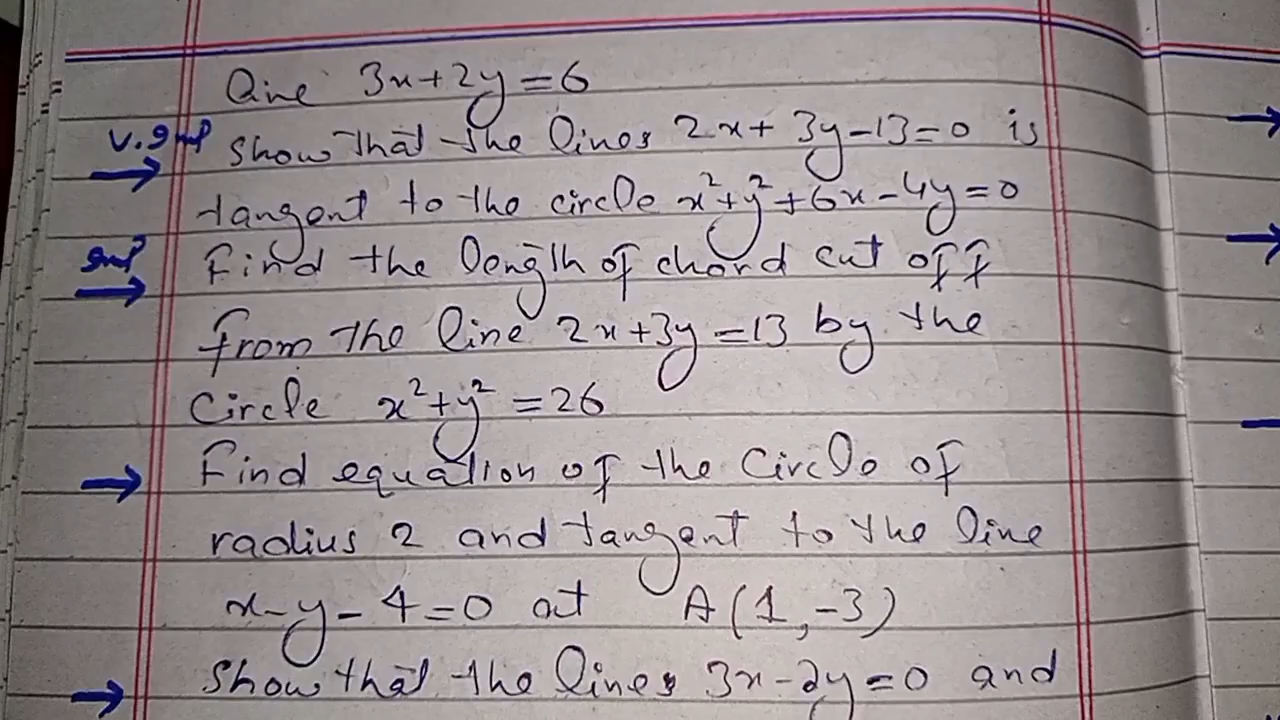 line 3x+2y=6
V.Imp Show that the lines 2x+3y-13=0 is
tangent to the circle x²+y²+6x-4y=0
Imp Find the length of chord cut off
from the line 2x+3y=13 by the
Circle x²+y²=26
→ Find equation of the Circle of
radius 2 and tangent to the line
x-y-4=0 at A(1,-3)
→ Show that the lines 3x-2y=0 and